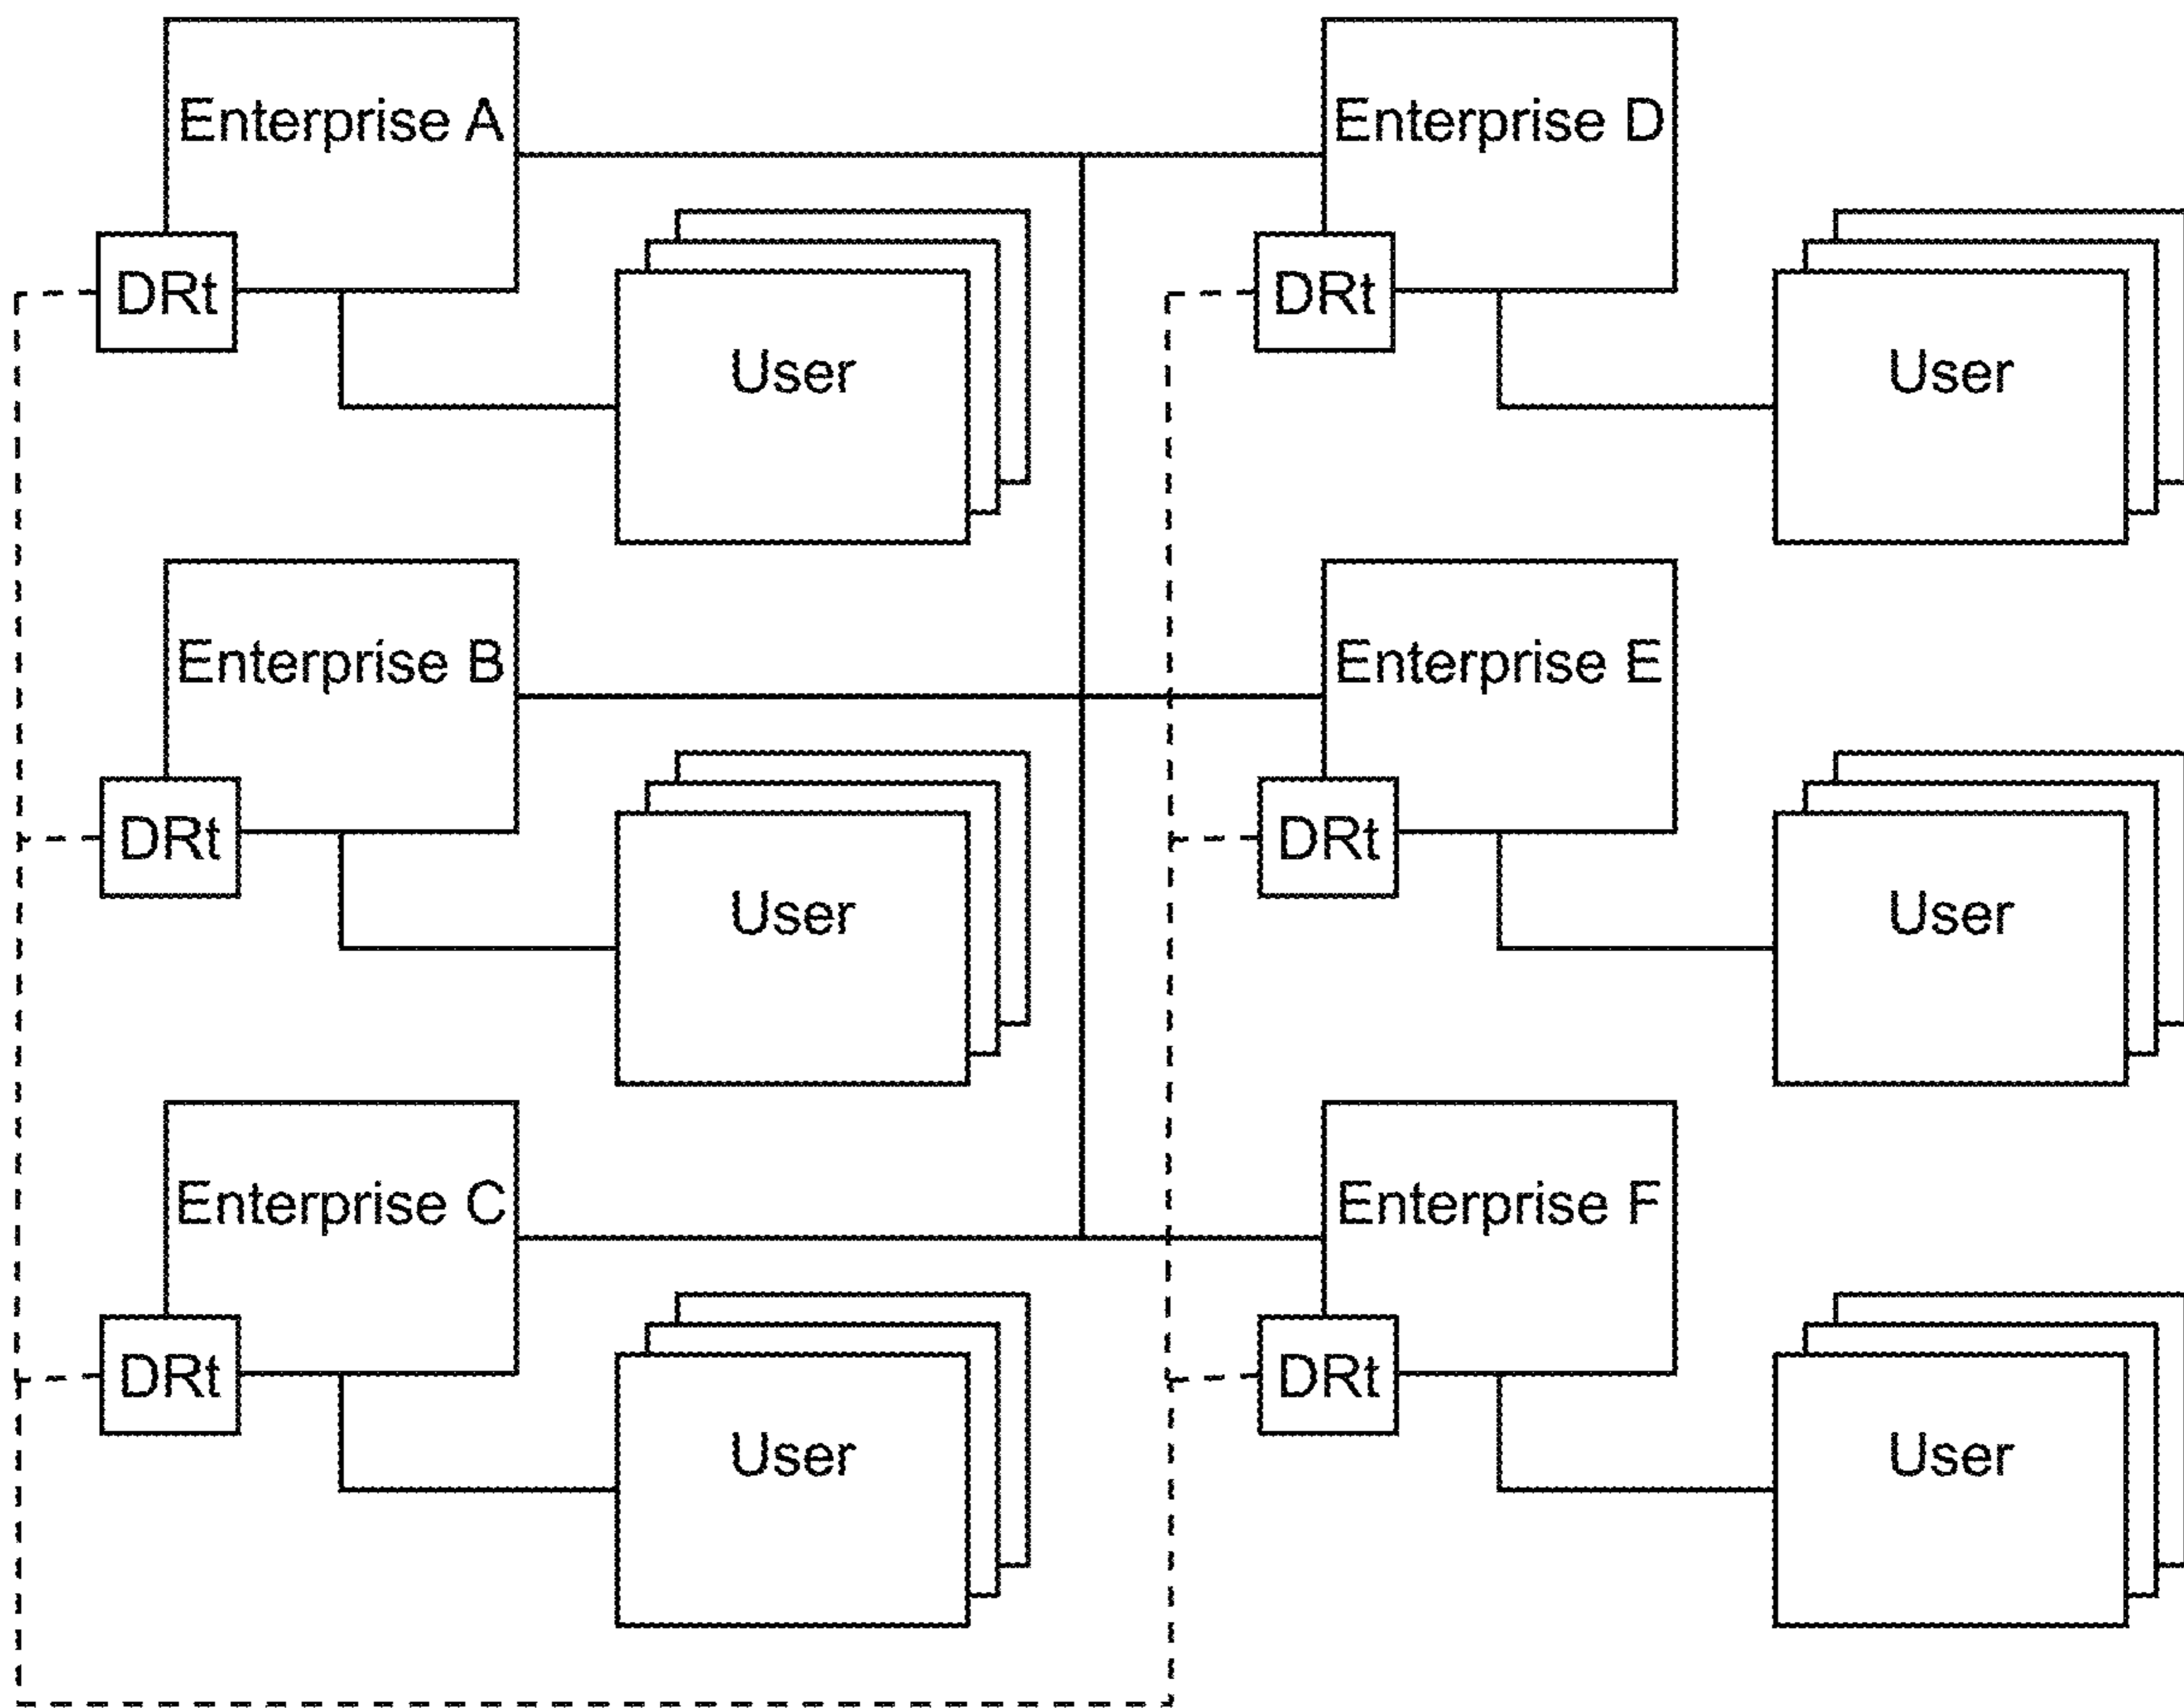 Enterprise A
DRt
User
Enterprise D
DRt
User
Enterprise B
DRt
User
Enterprise E
DRt
User
Enterprise C
DRt
User
Enterprise F
DRt
User